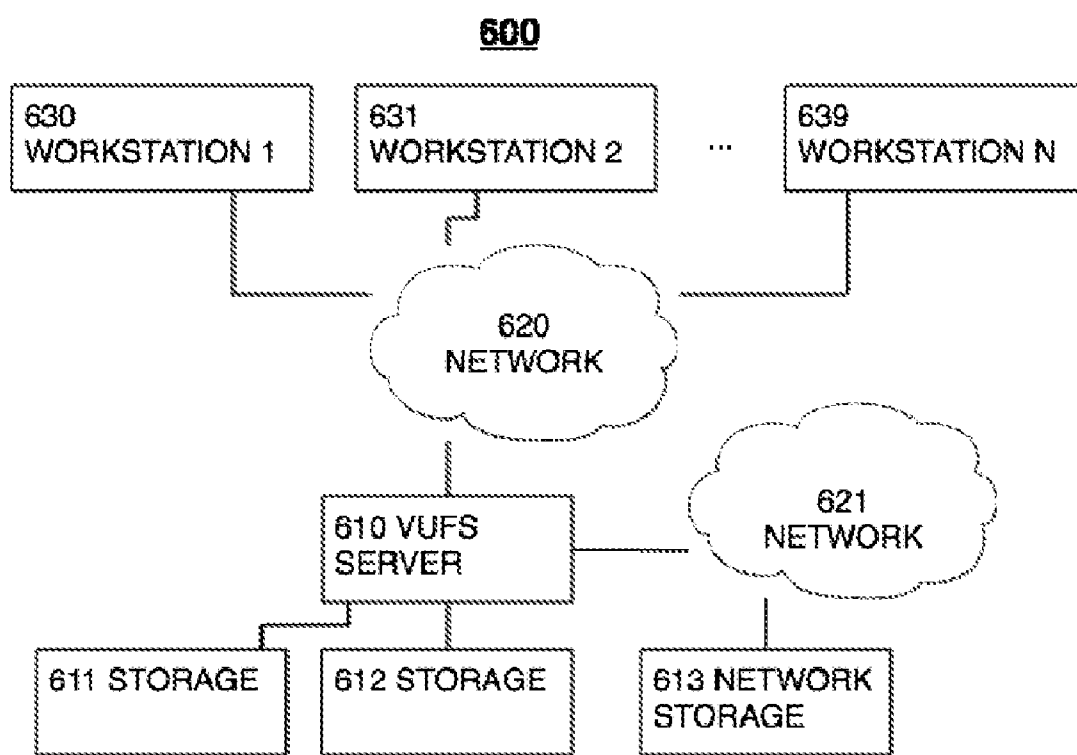 600
630
WORKSTATION 1
631
WORKSTATION 2
...
639
WORKSTATION N
620
NETWORK
621
NETWORK
610 VUFS
SERVER
611 STORAGE
612 STORAGE
613 NETWORK
STORAGE